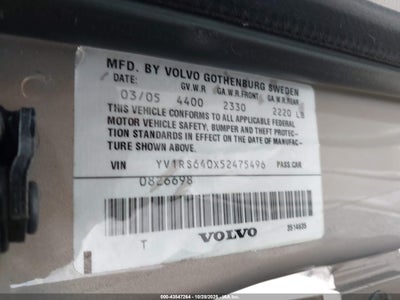 MFD. BY VOLVO GOTHENBURG SWEDEN
DATE: GV.W.R GA.W.R.FRONT GA.W.R.REAR
03/05 4400 2330 2220 LB
THIS VEHICLE CONFORMS TO ALL APPLICABLE FEDERAL
MOTOR VEHICLE SAFETY, BUMPER AND THEFT PROTEC-
TION STANDARDS IN EFFECT ON THE DATE OF MANUFAC-
TURE SHOWN ABOVE.
VIN YV1RS640X52475496 PASS.CAR
0826698
T VOLVO 3514635
000-43547264 - 10/28/2025 - IAA, Inc.